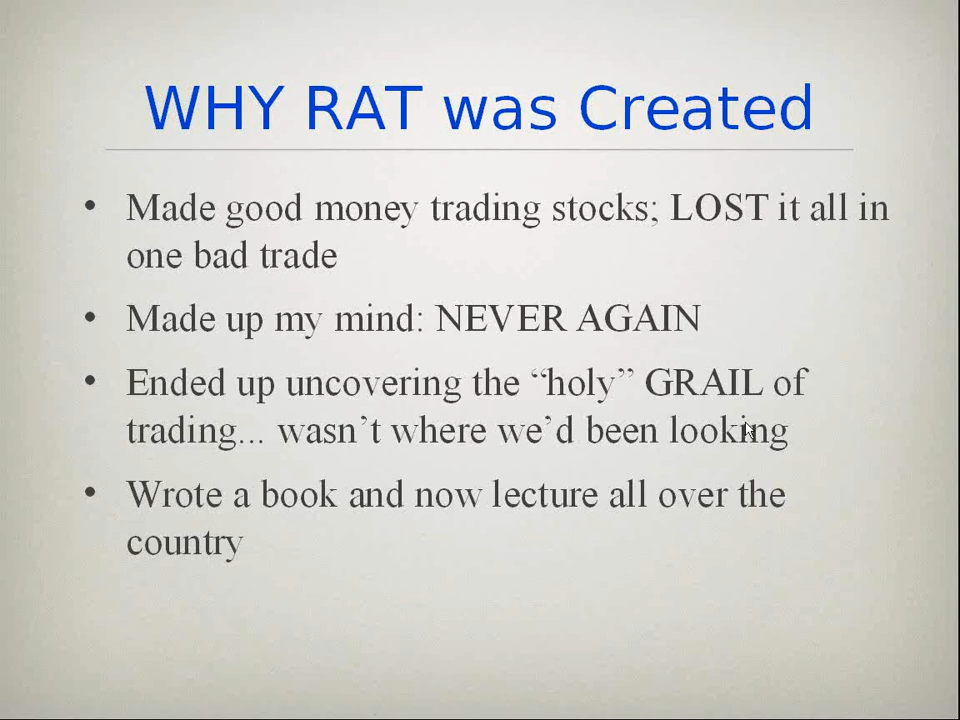 WHY RAT was Created
• Made good money trading stocks; LOST it all in
one bad trade
• Made up my mind: NEVER AGAIN
• Ended up uncovering the “holy” GRAIL of
trading... wasn’t where we’d been looking
• Wrote a book and now lecture all over the
country